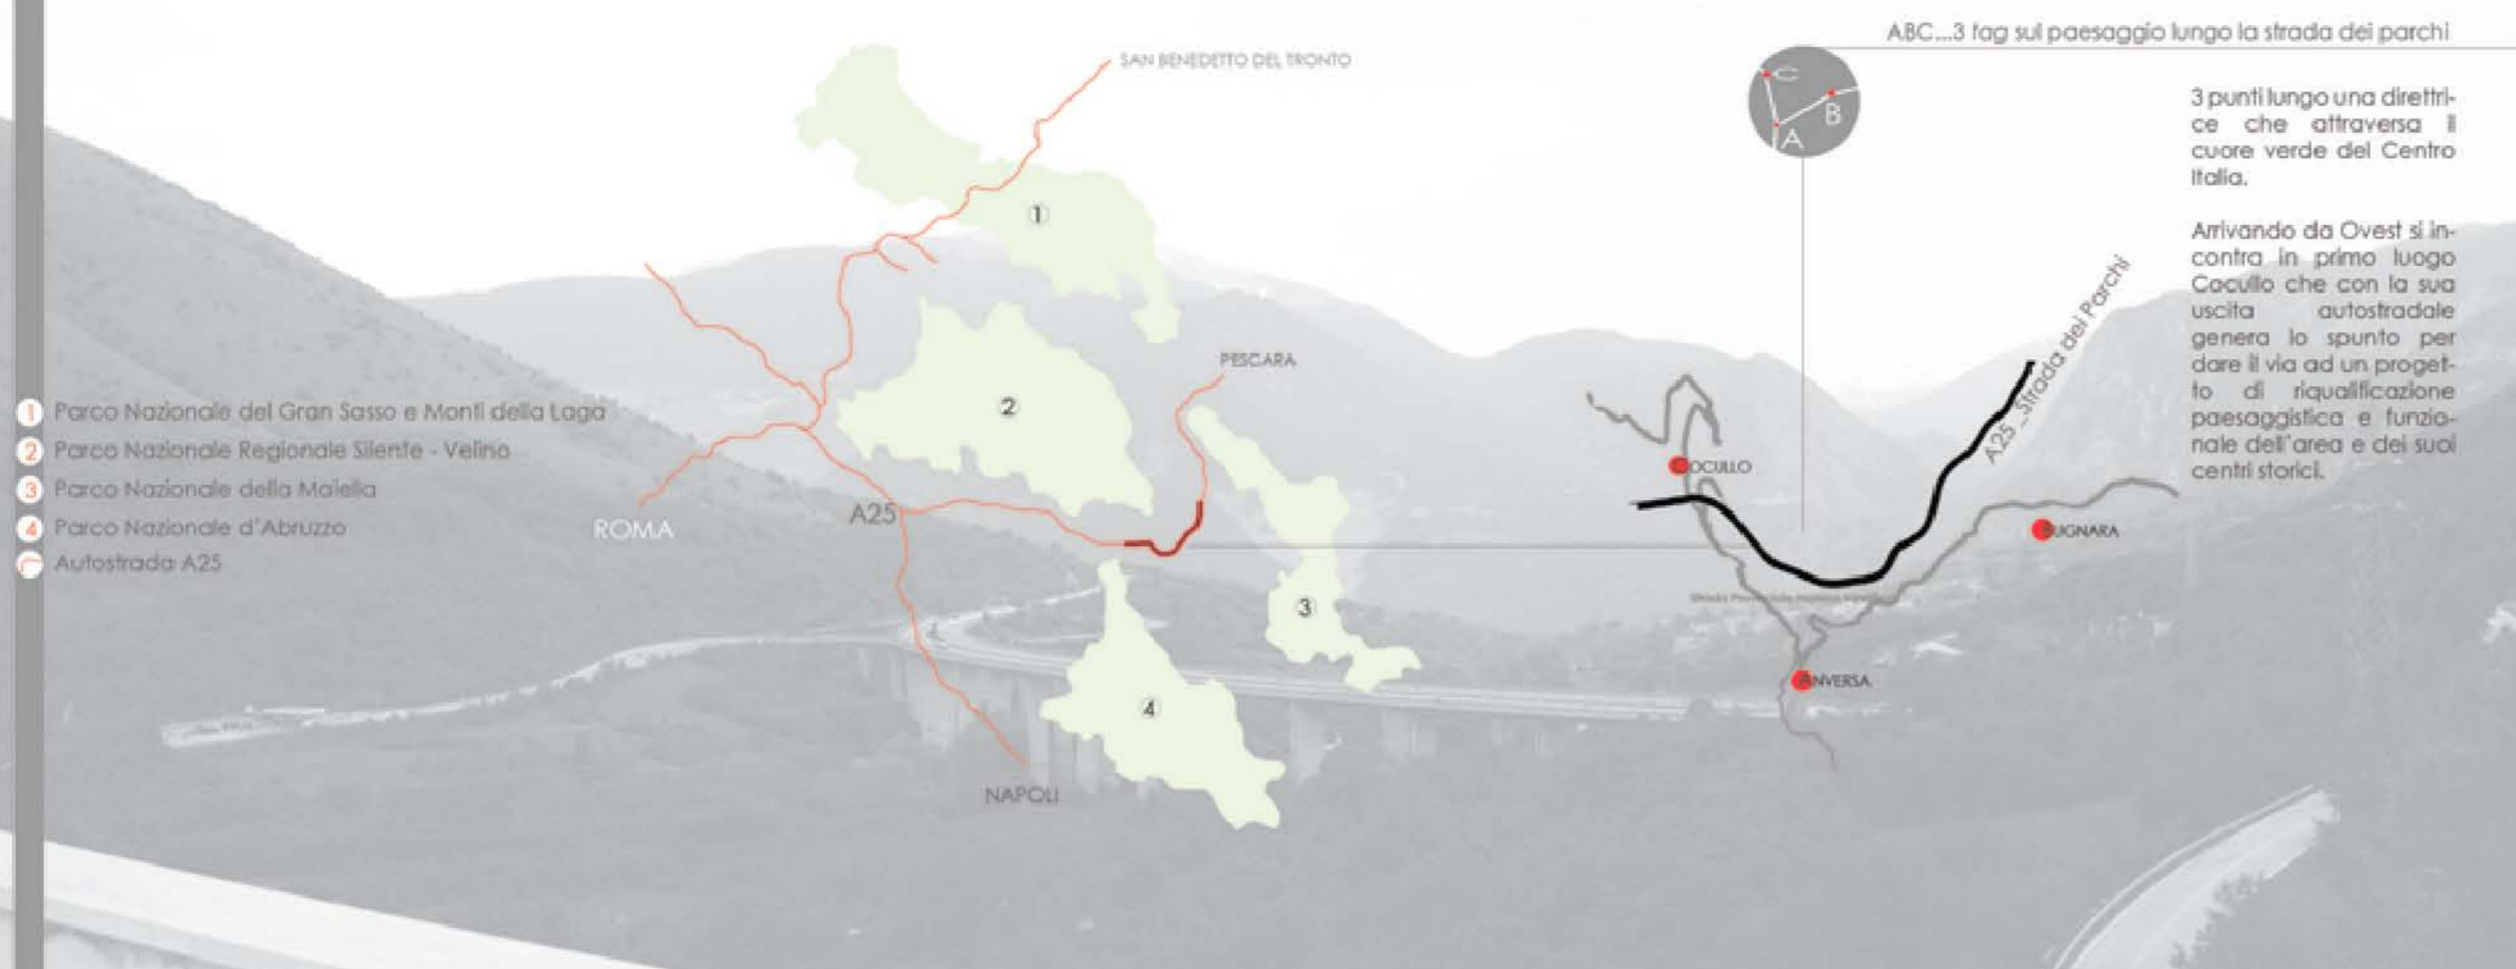 ABC...3 tag sul paesaggio lungo la strada dei parchi
C
B
A
3 punti lungo una direttri-
ce che attraversa il
cuore verde del Centro
Italia.
Arrivando da Ovest si in-
contra in primo luogo
Cocullo che con la sua
uscita autostradale
genera lo spunto per
dare il via ad un proget-
to di riqualificazione
paesaggistica e funzio-
nale dell'area e dei suoi
centri storici.
SAN BENEDETTO DEL TRONTO
1
PESCARA
2
A25
ROMA
3
4
NAPOLI
1 Parco Nazionale del Gran Sasso e Monti della Laga
2 Parco Nazionale Regionale Silente - Velino
3 Parco Nazionale della Maiella
4 Parco Nazionale d'Abruzzo
Autostrada A25
A25 _Strada dei Parchi
COCULLO
BUGNARA
Strada Provinciale
ANVERSA